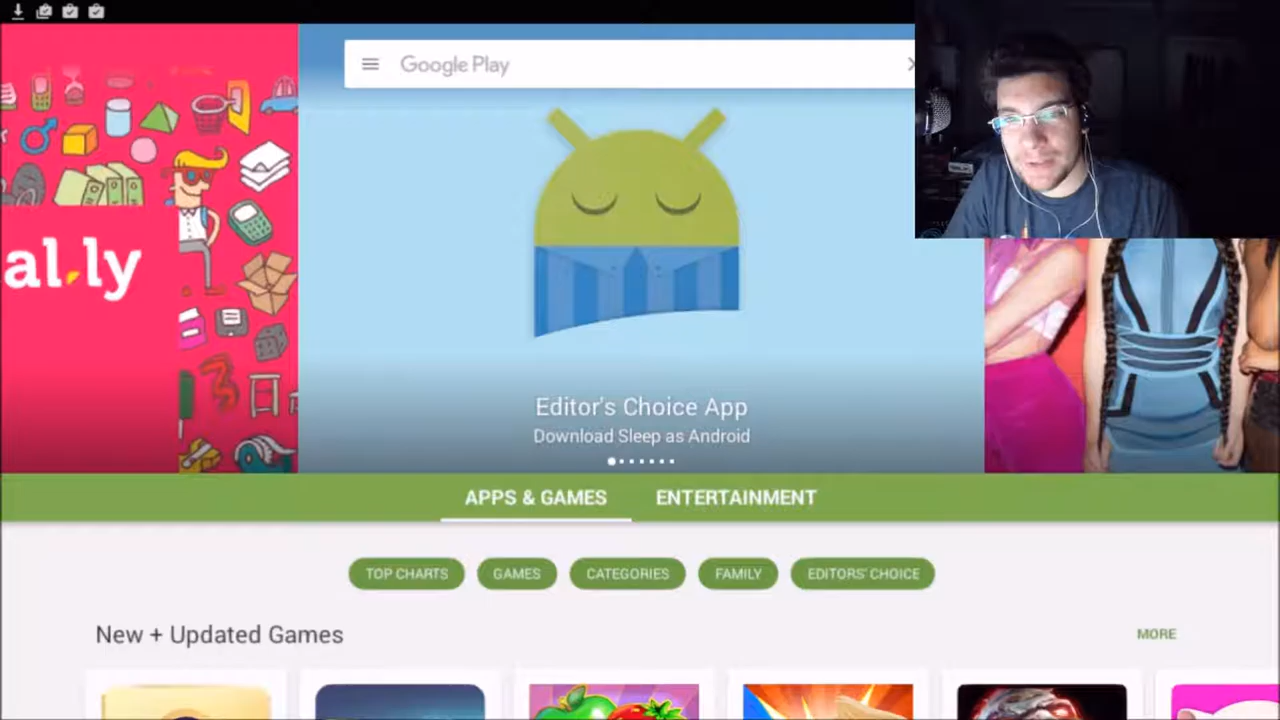 Google Play
al.ly
Editor's Choice App
Download Sleep as Android
APPS & GAMES
ENTERTAINMENT
TOP CHARTS
GAMES
CATEGORIES
FAMILY
EDITORS' CHOICE
New + Updated Games
MORE